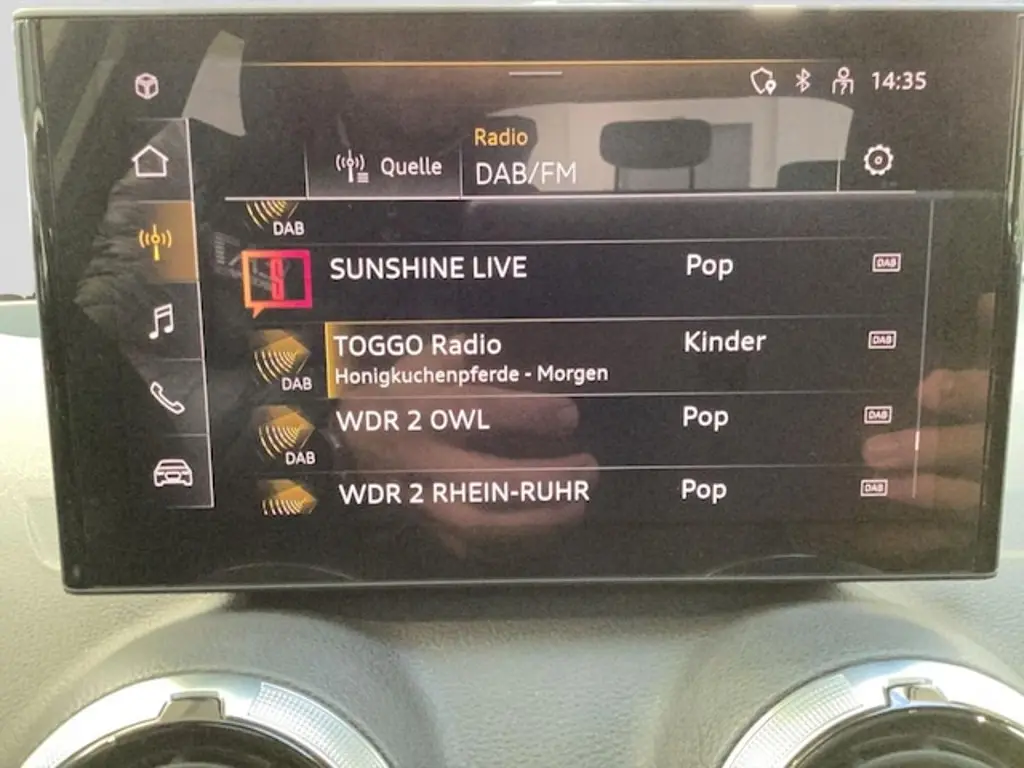 14:35
Radio
Quelle
DAB/FM
DAB
S
SUNSHINE LIVE Pop DAB
TOGGO Radio Kinder DAB
Honigkuchenpferde - Morgen
DAB
WDR 2 OWL Pop DAB
DAB
WDR 2 RHEIN-RUHR Pop DAB